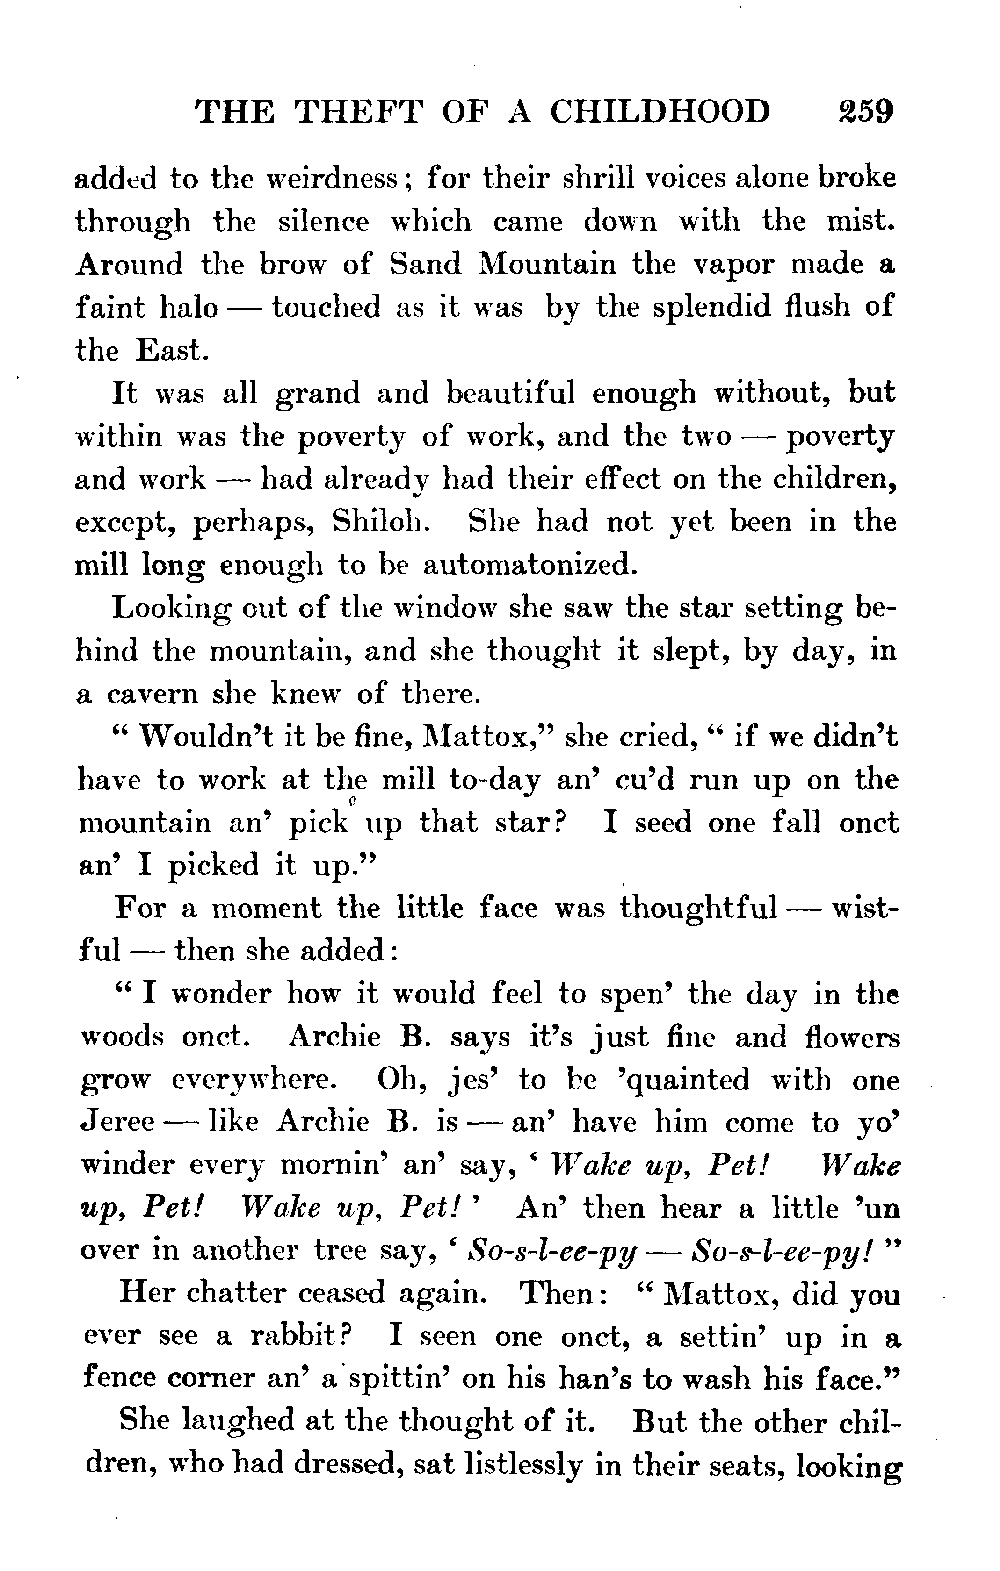 THE THEFT OF A CHILDHOOD 259
added to the weirdness; for their shrill voices alone broke
through the silence which came down with the mist.
Around the brow of Sand Mountain the vapor made a
faint halo — touched as it was by the splendid flush of
the East.
It was all grand and beautiful enough without, but
within was the poverty of work, and the two — poverty
and work — had already had their effect on the children,
except, perhaps, Shiloh. She had not yet been in the
mill long enough to be automatonized.
Looking out of the window she saw the star setting be-
hind the mountain, and she thought it slept, by day, in
a cavern she knew of there.
“ Wouldn’t it be fine, Mattox,” she cried, “ if we didn’t
have to work at the mill to-day an’ cu’d run up on the
mountain an’ pick up that star? I seed one fall onct
an’ I picked it up.”
For a moment the little face was thoughtful — wist-
ful — then she added:
“ I wonder how it would feel to spen’ the day in the
woods onct. Archie B. says it’s just fine and flowers
grow everywhere. Oh, jes’ to be ’quainted with one
Jeree — like Archie B. is — an’ have him come to yo’
winder every mornin’ an’ say, ‘ Wake up, Pet! Wake
up, Pet! Wake up, Pet! ’ An’ then hear a little ’un
over in another tree say, ‘ So-s-l-ee-py — So-s-l-ee-py! ”
Her chatter ceased again. Then: “ Mattox, did you
ever see a rabbit? I seen one onct, a settin’ up in a
fence corner an’ a spittin’ on his han’s to wash his face.”
She laughed at the thought of it. But the other chil-
dren, who had dressed, sat listlessly in their seats, looking